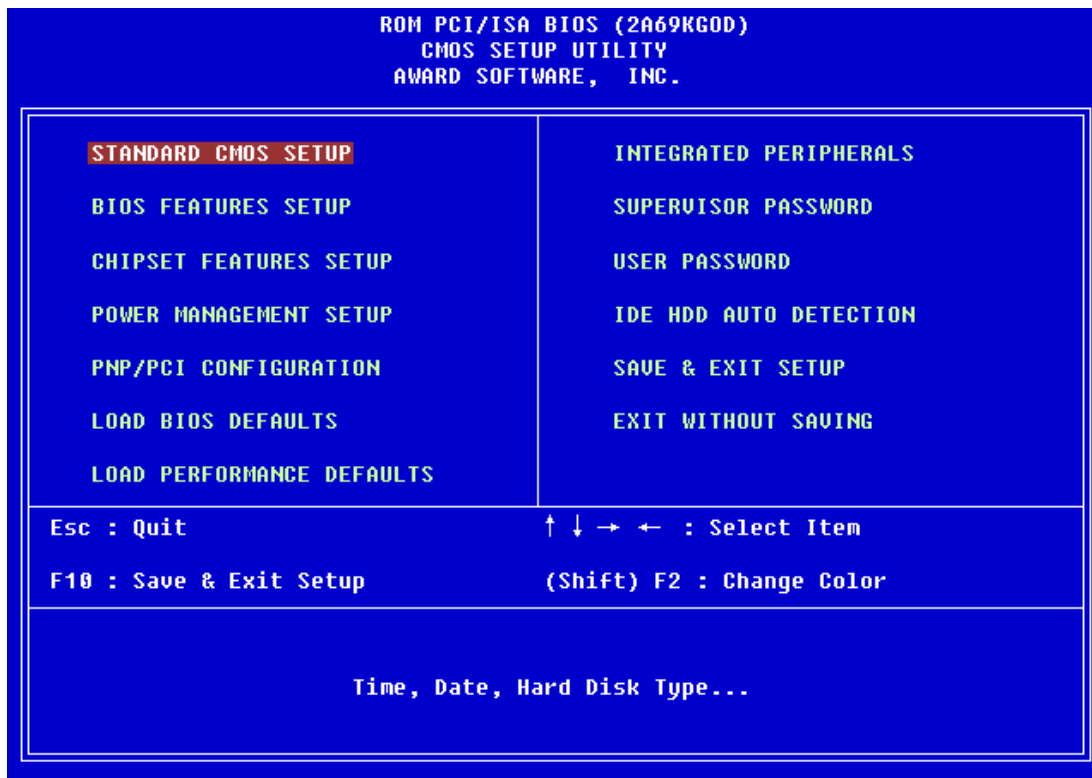 ROM PCI/ISA BIOS (2A69KGOD)
CMOS SETUP UTILITY
AWARD SOFTWARE, INC.
STANDARD CMOS SETUP
BIOS FEATURES SETUP
CHIPSET FEATURES SETUP
POWER MANAGEMENT SETUP
PNP/PCI CONFIGURATION
LOAD BIOS DEFAULTS
LOAD PERFORMANCE DEFAULTS
INTEGRATED PERIPHERALS
SUPERVISOR PASSWORD
USER PASSWORD
IDE HDD AUTO DETECTION
SAVE & EXIT SETUP
EXIT WITHOUT SAVING
Esc : Quit
↑ ↓ → ← : Select Item
F10 : Save & Exit Setup
(Shift) F2 : Change Color
Time, Date, Hard Disk Type...